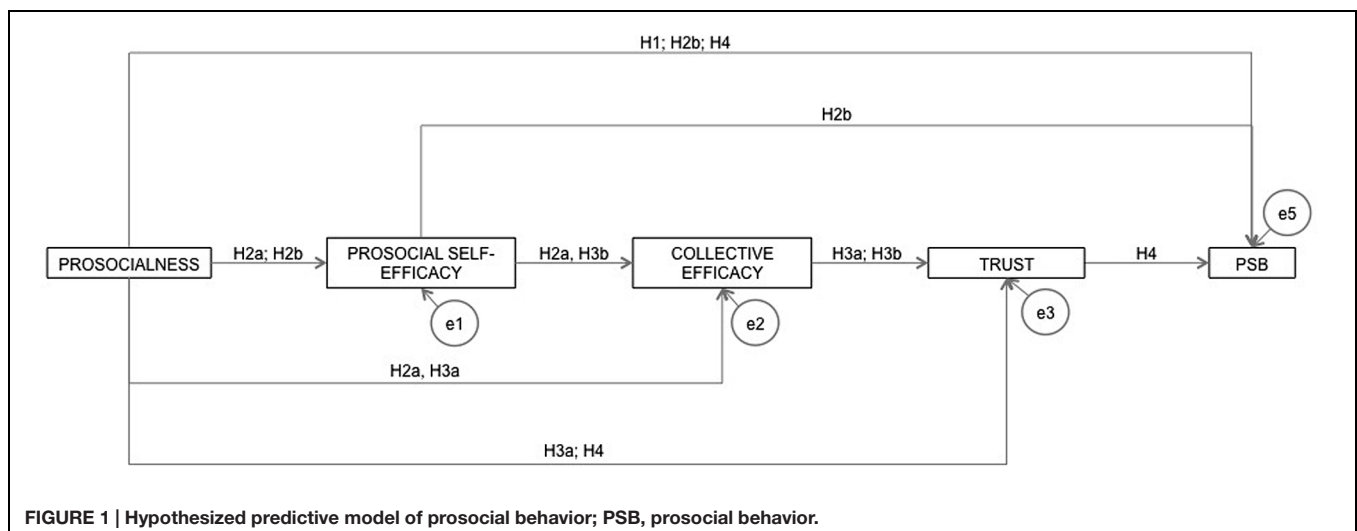 H1; H2b; H4
H2b
e5
PROSOCIALNESS
H2a; H2b
PROSOCIAL SELF-
EFFICACY
H2a, H3b
COLLECTIVE
EFFICACY
H3a; H3b
TRUST
H4
PSB
e1
e2
e3
H2a, H3a
H3a; H4
FIGURE 1 | Hypothesized predictive model of prosocial behavior; PSB, prosocial behavior.